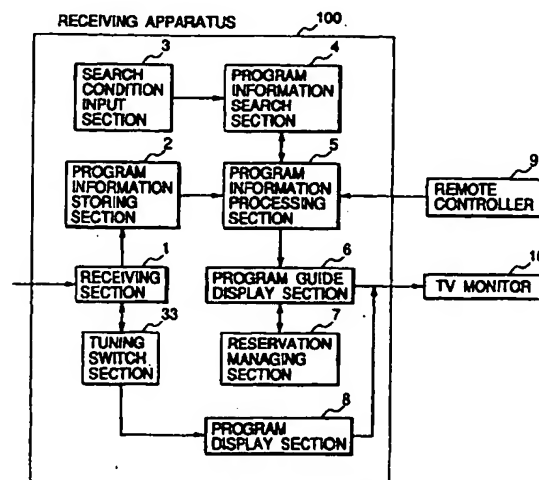 RECEIVING APPARATUS
100
3
SEARCH
CONDITION
INPUT
SECTION
4
PROGRAM
INFORMATION
SEARCH
SECTION
2
PROGRAM
INFORMATION
STORING
SECTION
5
PROGRAM
INFORMATION
PROCESSING
SECTION
9
REMOTE
CONTROLLER
1
RECEIVING
SECTION
6
PROGRAM GUIDE
DISPLAY SECTION
10
TV MONITOR
33
TUNING
SWITCH
SECTION
7
RESERVATION
MANAGING
SECTION
8
PROGRAM
DISPLAY SECTION